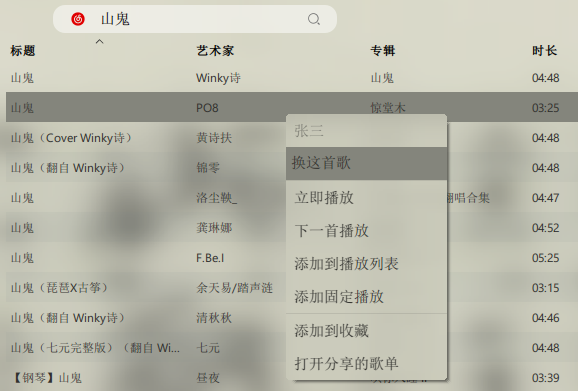 山鬼
标题 艺术家 专辑 时长
山鬼 Winky诗 山鬼 04:48
山鬼 PO8 惊堂木 03:25
张三
山鬼（Cover Winky诗） 黄诗扶 04:48
换这首歌
山鬼（翻自 Winky诗） 锦零 04:48
山鬼 洛尘鞅_ 翻唱合集 04:47
立即播放
山鬼 龚琳娜 04:52
下一首播放
山鬼 F.Be.I 05:25
添加到播放列表
山鬼（琵琶X古筝） 余天易/踏声涟 03:15
添加固定播放
山鬼（翻自 Winky诗） 清秋秋 04:46
添加到收藏
山鬼（七元完整版）（翻自 Wi... 七元 04:48
打开分享的歌单
【钢琴】山鬼 昼夜 03:39